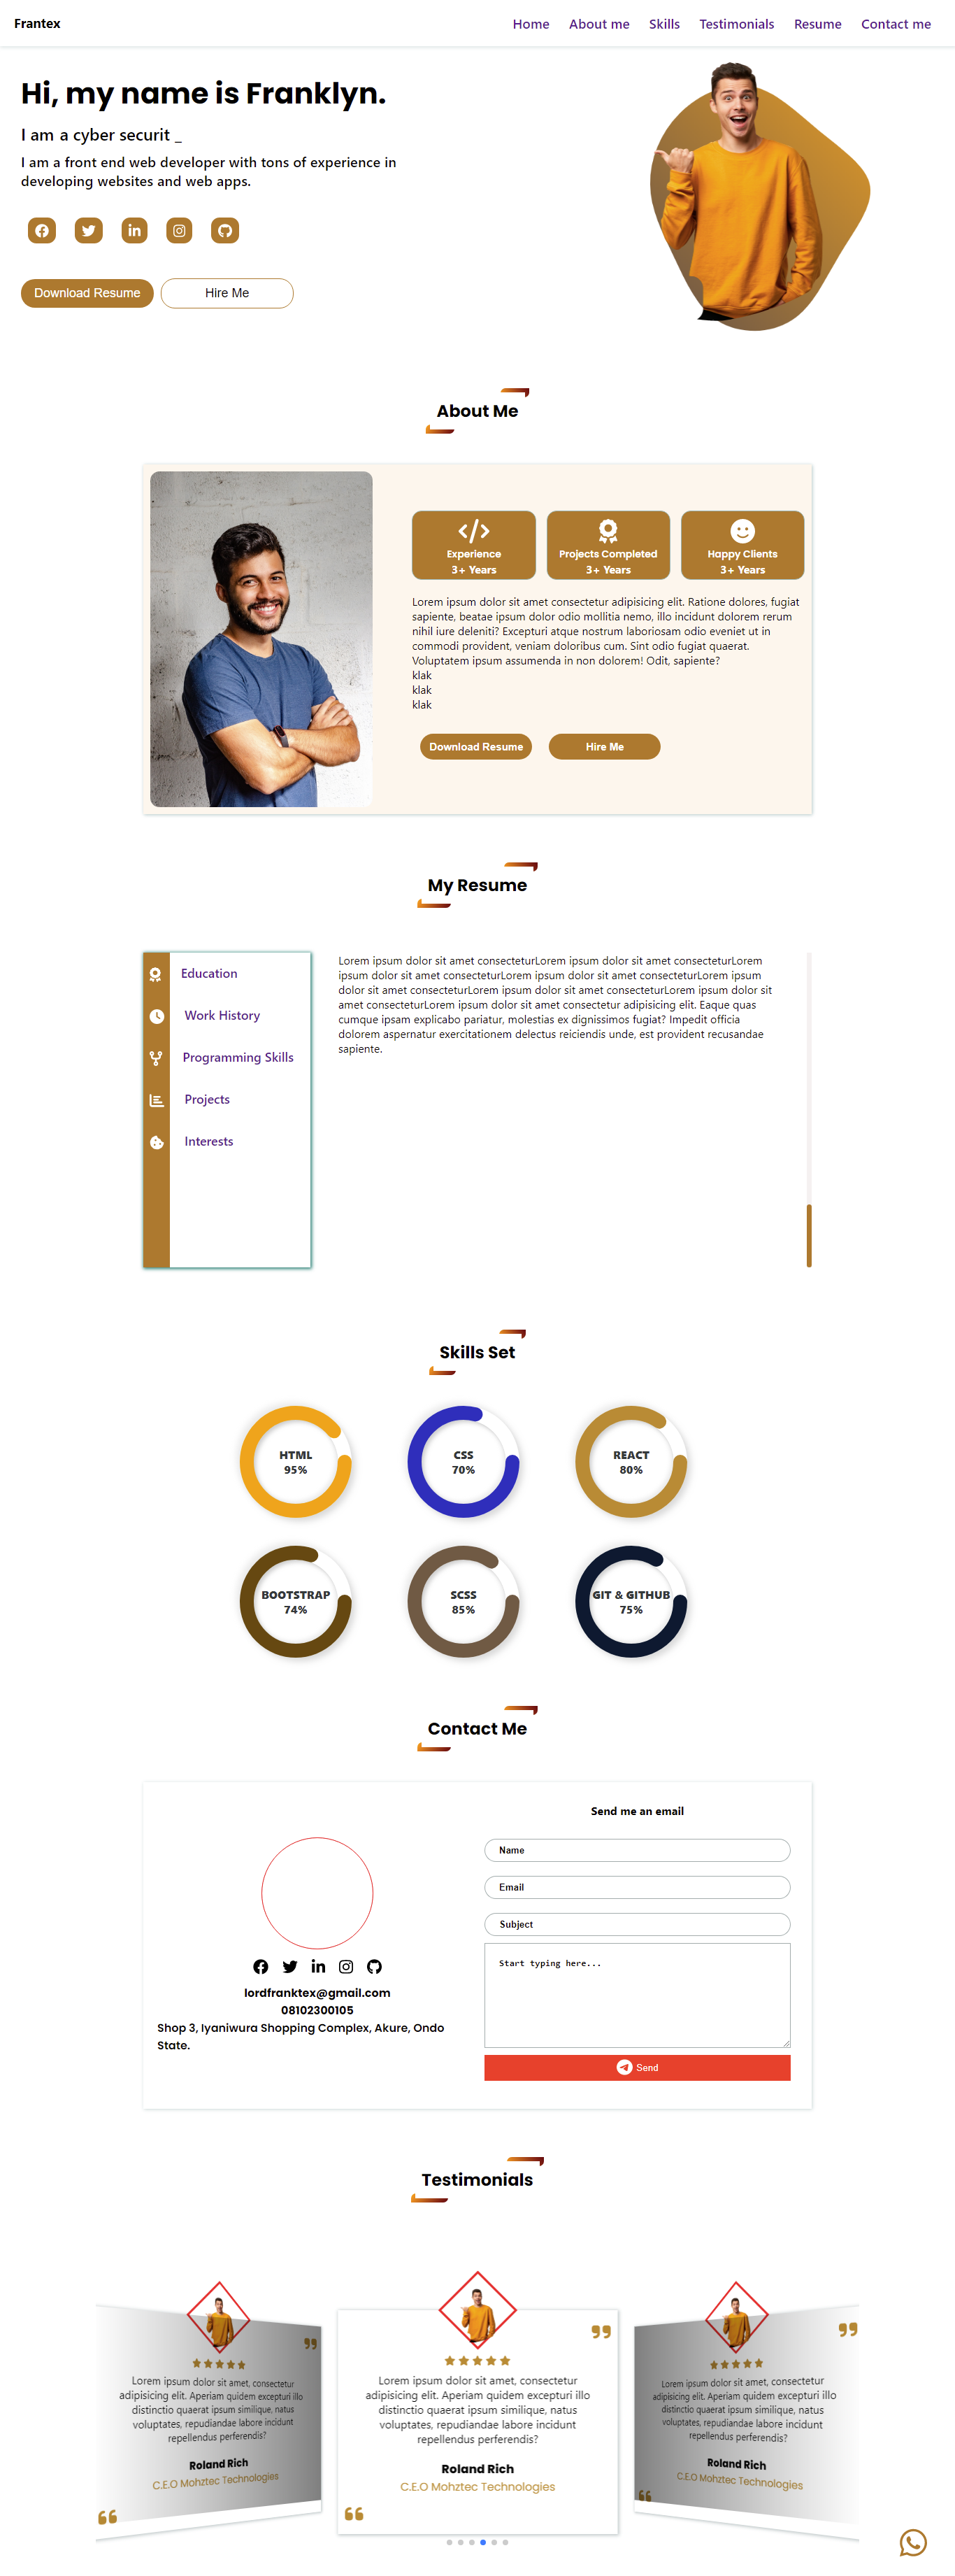 Frantex
Home About me Skills Testimonials Resume Contact me
Hi, my name is Franklyn.
I am a cyber securit _
I am a front end web developer with tons of experience in
developing websites and web apps.
Download Resume Hire Me
About Me
Experience
3+ Years
Projects Completed
3+ Years
Happy Clients
3+ Years
Lorem ipsum dolor sit amet consectetur adipisicing elit. Ratione dolores, fugiat
sapiente, beatae ipsum dolor odio mollitia nemo, illo incidunt dolorem rerum
nihil iure deleniti? Excepturi atque nostrum laboriosam odio eveniet ut in
commodi provident, veniam doloribus cum. Sint odio fugiat quaerat.
Voluptatem ipsum assumenda in non dolorem! Odit, sapiente?
klak
klak
klak
Download Resume Hire Me
My Resume
Education
Work History
Programming Skills
Projects
Interests
Lorem ipsum dolor sit amet consecteturLorem ipsum dolor sit amet consecteturLorem
ipsum dolor sit amet consecteturLorem ipsum dolor sit amet consecteturLorem ipsum
dolor sit amet consecteturLorem ipsum dolor sit amet consecteturLorem ipsum dolor sit
amet consecteturLorem ipsum dolor sit amet consectetur adipisicing elit. Eaque quas
cumque ipsam explicabo pariatur, molestias ex dignissimos fugiat? Impedit officia
dolorem aspernatur exercitationem delectus reiciendis unde, est provident recusandae
sapiente.
Skills Set
HTML
95%
CSS
70%
REACT
80%
BOOTSTRAP
74%
SCSS
85%
GIT & GITHUB
75%
Contact Me
lordfranktex@gmail.com
08102300105
Shop 3, Iyaniwura Shopping Complex, Akure, Ondo
State.
Send me an email
Name
Email
Subject
Start typing here...
Send
Testimonials
Lorem ipsum dolor sit amet, consectetur
adipisicing elit. Aperiam quidem excepturi illo
distinctio quaerat ipsum similique, natus
voluptates, repudiandae labore incidunt
repellendus perferendis?
Roland Rich
C.E.O Mohztec Technologies
Lorem ipsum dolor sit amet, consectetur
adipisicing elit. Aperiam quidem excepturi illo
distinctio quaerat ipsum similique, natus
voluptates, repudiandae labore incidunt
repellendus perferendis?
Roland Rich
C.E.O Mohztec Technologies
Lorem ipsum dolor sit amet, consectetur
adipisicing elit. Aperiam quidem excepturi illo
distinctio quaerat ipsum similique, natus
voluptates, repudiandae labore incidunt
repellendus perferendis?
Roland Rich
C.E.O Mohztec Technologies